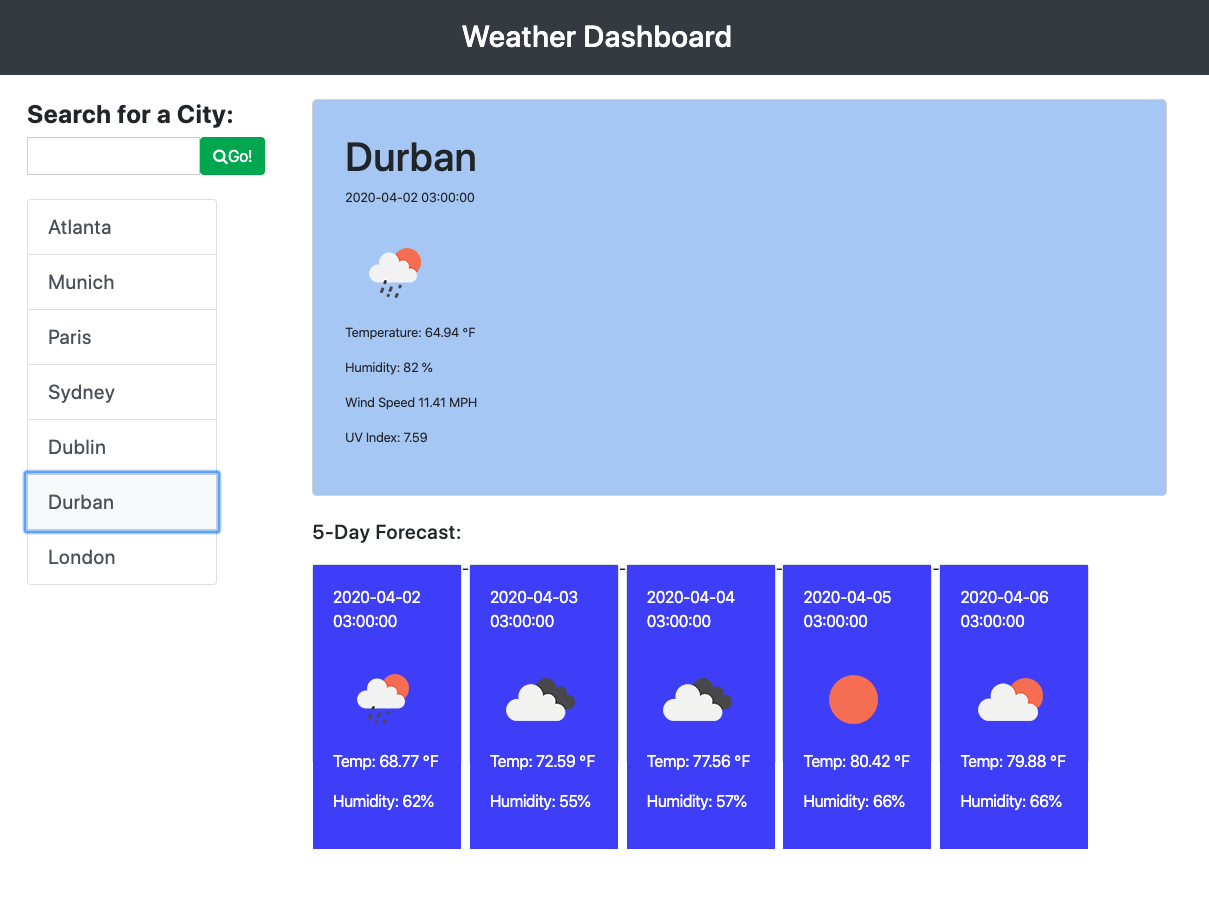 Weather Dashboard
Search for a City:
Go!
Atlanta
Munich
Paris
Sydney
Dublin
Durban
London
Durban
2020-04-02 03:00:00
Temperature: 64.94 °F
Humidity: 82 %
Wind Speed 11.41 MPH
UV Index: 7.59
5-Day Forecast:
2020-04-02
03:00:00
Temp: 68.77 °F
Humidity: 62%
-
2020-04-03
03:00:00
Temp: 72.59 °F
Humidity: 55%
-
2020-04-04
03:00:00
Temp: 77.56 °F
Humidity: 57%
-
2020-04-05
03:00:00
Temp: 80.42 °F
Humidity: 66%
-
2020-04-06
03:00:00
Temp: 79.88 °F
Humidity: 66%